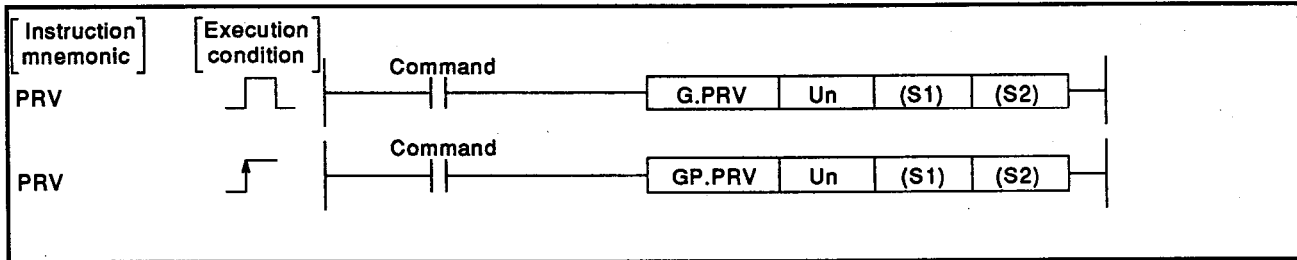 [Instruction mnemonic] [Execution condition]
Command
PRV G.PRV Un (S1) (S2)
Command
PRV GP.PRV Un (S1) (S2)